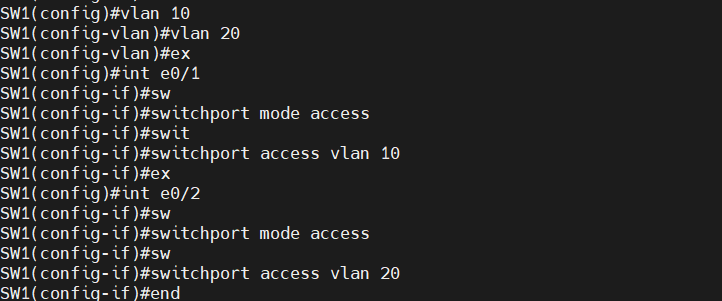 SW1(config)#vlan 10
SW1(config-vlan)#vlan 20
SW1(config-vlan)#ex
SW1(config)#int e0/1
SW1(config-if)#sw
SW1(config-if)#switchport mode access
SW1(config-if)#swit
SW1(config-if)#switchport access vlan 10
SW1(config-if)#ex
SW1(config)#int e0/2
SW1(config-if)#sw
SW1(config-if)#switchport mode access
SW1(config-if)#sw
SW1(config-if)#switchport access vlan 20
SW1(config-if)#end